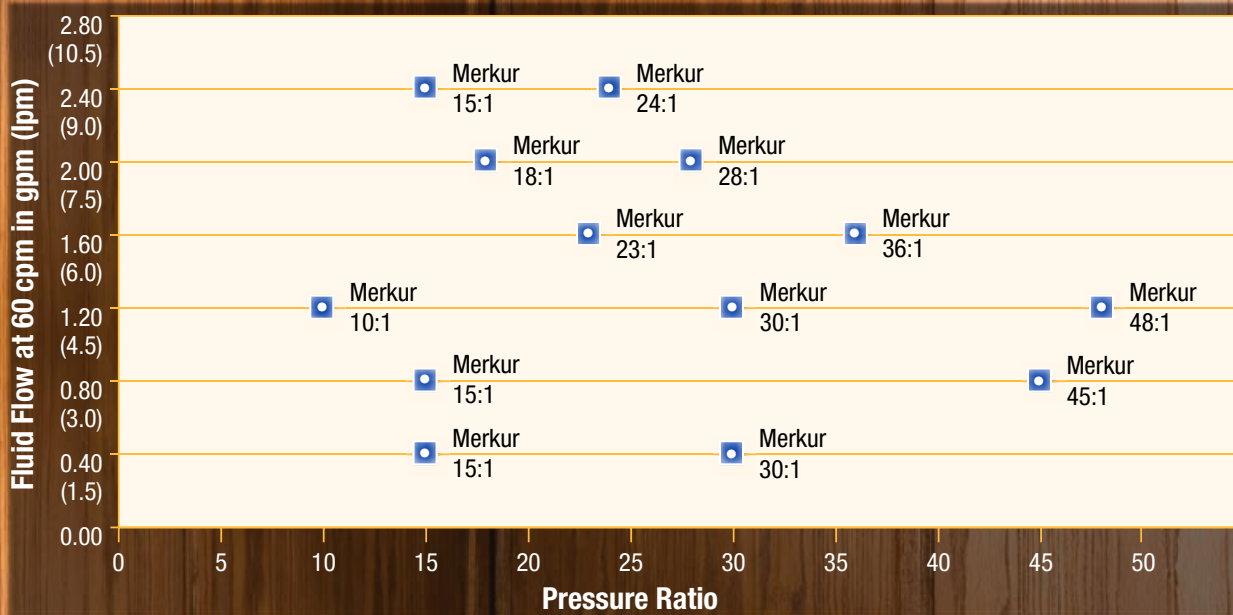 Fluid Flow at 60 cpm in gpm (lpm)
2.80
(10.5)
2.40
(9.0)
2.00
(7.5)
1.60
(6.0)
1.20
(4.5)
0.80
(3.0)
0.40
(1.5)
0.00
Merkur
15:1
Merkur
24:1
Merkur
18:1
Merkur
28:1
Merkur
23:1
Merkur
36:1
Merkur
10:1
Merkur
30:1
Merkur
48:1
Merkur
15:1
Merkur
45:1
Merkur
15:1
Merkur
30:1
0 5 10 15 20 25 30 35 40 45 50
Pressure Ratio